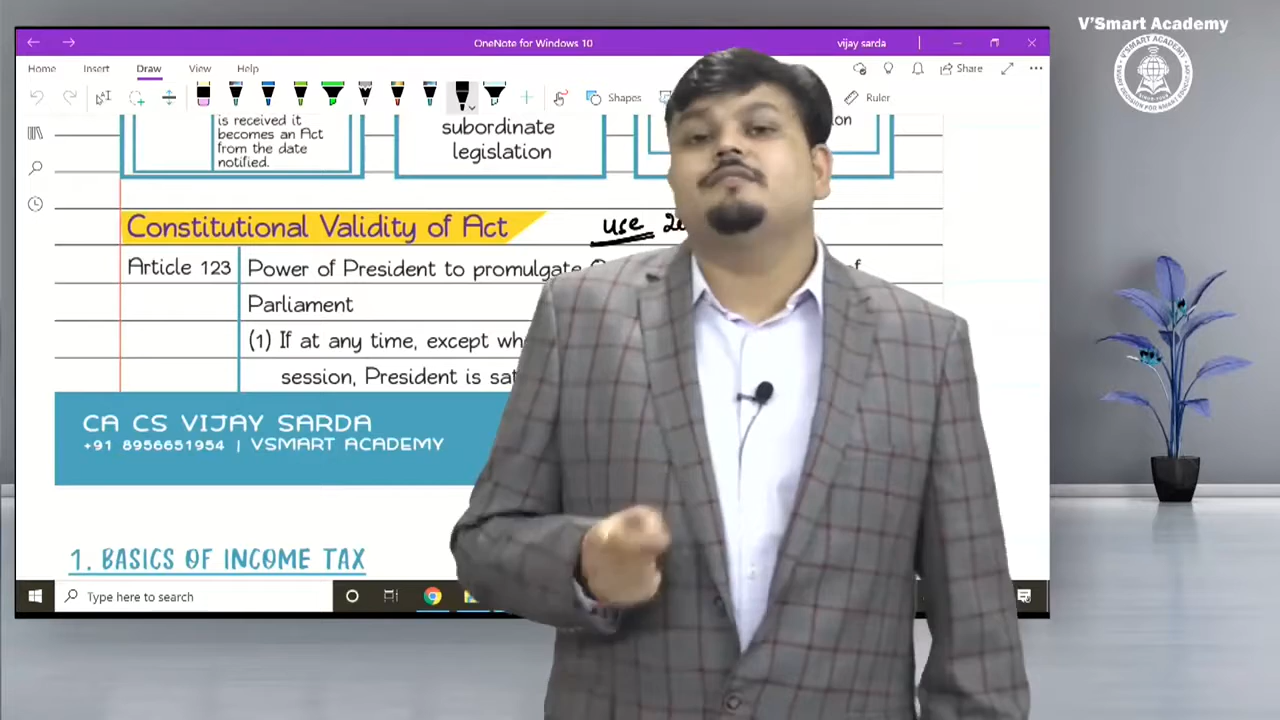 V'Smart Academy
OneNote for Windows 10
vijay sarda
Home Insert Draw View Help
Share
Shapes
Ruler
is received it
becomes an Act
from the date
notified.
subordinate
legislation
Constitutional Validity of Act
use
Article 123
Power of President to promulgate
of
Parliament
(1) If at any time, except
session, President is
CA CS VIJAY SARDA
+91 8956651954 | VSMART ACADEMY
1. BASICS OF INCOME TAX
Type here to search